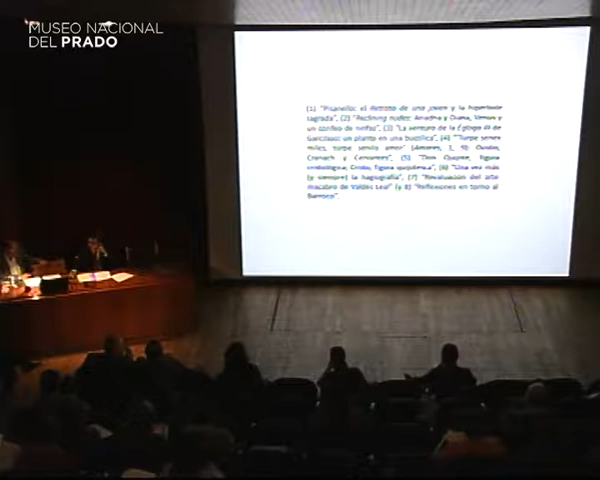 MUSEO NACIONAL
DEL PRADO
(1) "Pisanello: el Retrato de una joven y la hipérbole
sagrada", (2) "Reclining nudes: Ariadna y Diana, Venus y
un corifeo de ninfas", (3) "La ventura de la Égloga III de
Garcilaso: un planto en una bucólica", (4) "'Turpe senex
miles, turpe senilis amor' (Amores, I, 9): Ovidio,
Cranach y Cervantes", (5) "Don Quijote, figura
cristológica; Cristo, figura quijotesca", (6) "Una vez más
(y siempre) la hagiografía", (7) "Revaluación del arte
macabro de Valdés Leal" (y 8) "Reflexiones en torno al
Barroco".